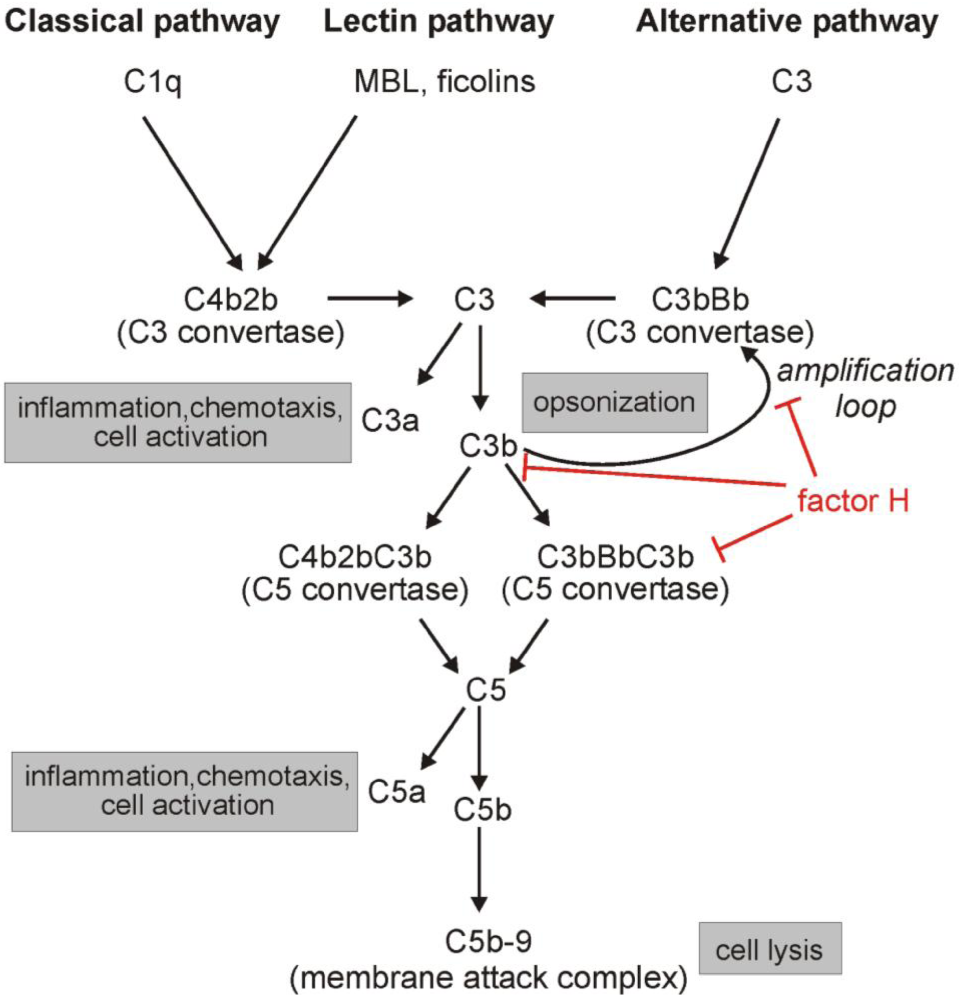 Classical pathway
Lectin pathway
Alternative pathway
C1q
MBL, ficolins
C3
C4b2b
(C3 convertase)
C3
C3bBb
(C3 convertase)
amplification
loop
inflammation,chemotaxis,
cell activation
C3a
opsonization
C3b
factor H
C4b2bC3b
(C5 convertase)
C3bBbC3b
(C5 convertase)
C5
inflammation,chemotaxis,
cell activation
C5a
C5b
C5b-9
(membrane attack complex)
cell lysis